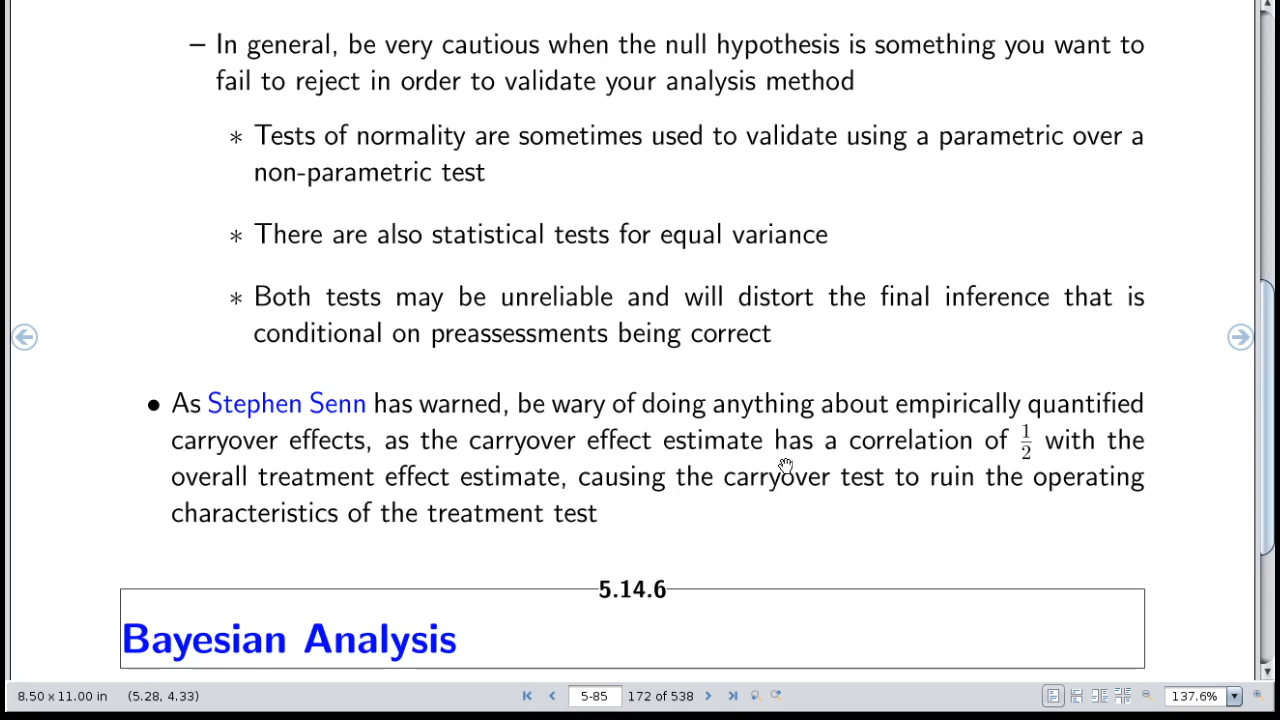 – In general, be very cautious when the null hypothesis is something you want to
fail to reject in order to validate your analysis method
∗ Tests of normality are sometimes used to validate using a parametric over a
non-parametric test
∗ There are also statistical tests for equal variance
∗ Both tests may be unreliable and will distort the final inference that is
conditional on preassessments being correct
• As Stephen Senn has warned, be wary of doing anything about empirically quantified
carryover effects, as the carryover effect estimate has a correlation of 1/2 with the
overall treatment effect estimate, causing the carryover test to ruin the operating
characteristics of the treatment test
5.14.6
Bayesian Analysis
8.50 x 11.00 in (5.28, 4.33) 5-85 172 of 538 137.6%